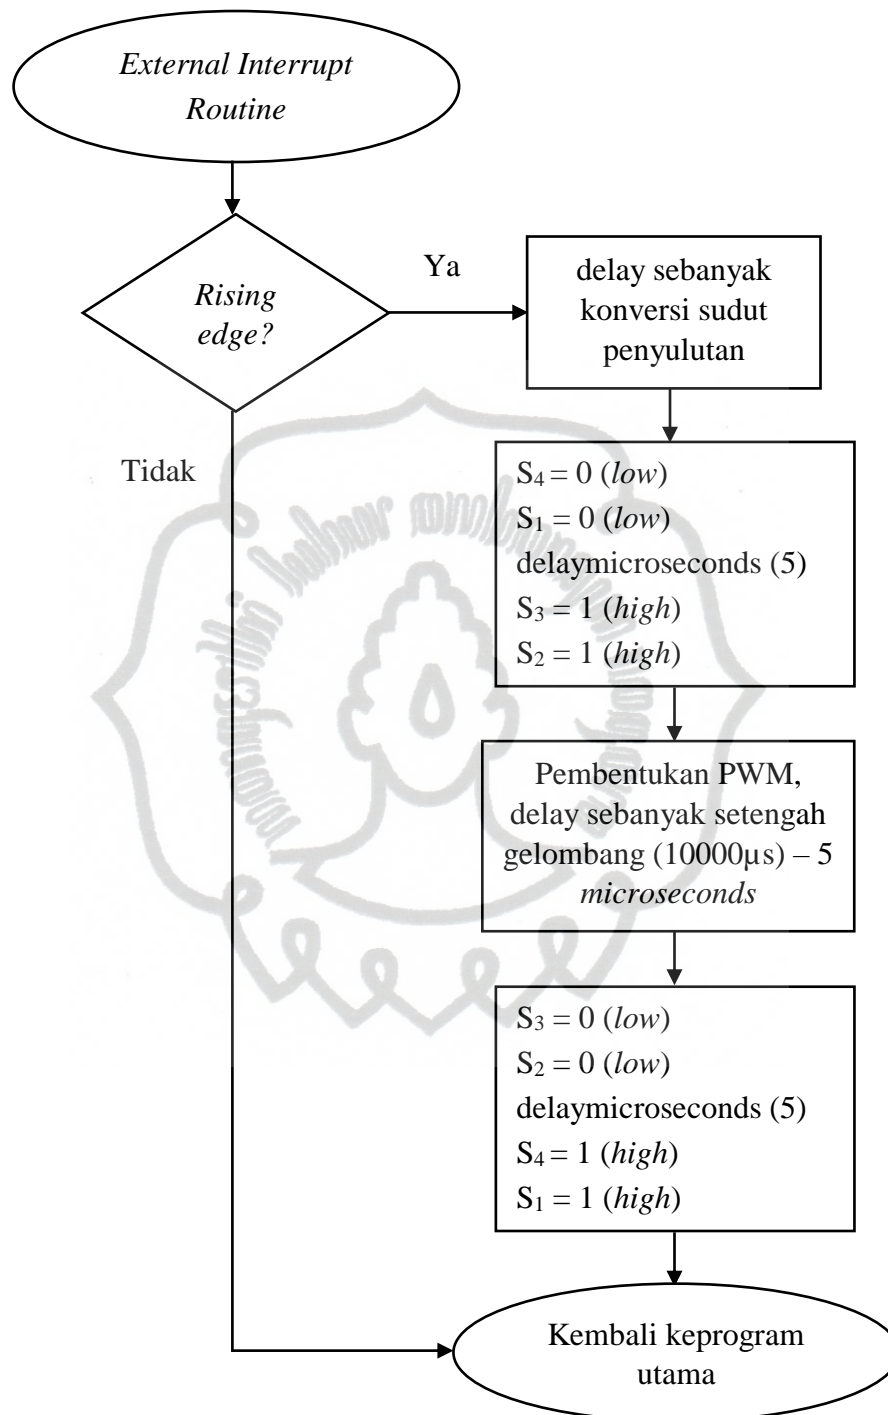 External Interrupt
Routine
Rising
edge?
Ya
Tidak
delay sebanyak
konversi sudut
penyulutan
S₄ = 0 (low)
S₁ = 0 (low)
delaymicroseconds (5)
S₃ = 1 (high)
S₂ = 1 (high)
Pembentukan PWM,
delay sebanyak setengah
gelombang (10000µs) – 5
microseconds
S₃ = 0 (low)
S₂ = 0 (low)
delaymicroseconds (5)
S₄ = 1 (high)
S₁ = 1 (high)
Kembali keprogram
utama